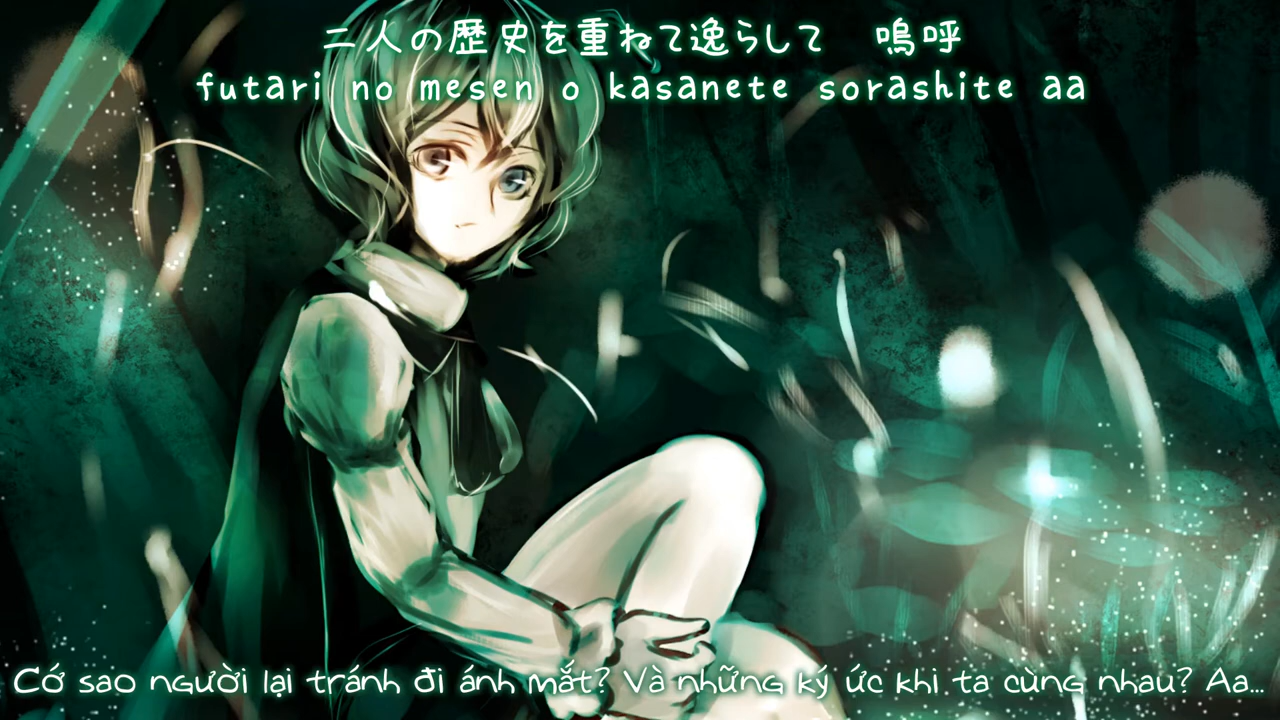 二人の歴史を重ねて逸らして　嗚呼
futari no mesen o kasanete sorashite aa
Cớ sao người lại tránh đi ánh mắt? Và những ký ức khi ta cùng nhau? Aa...